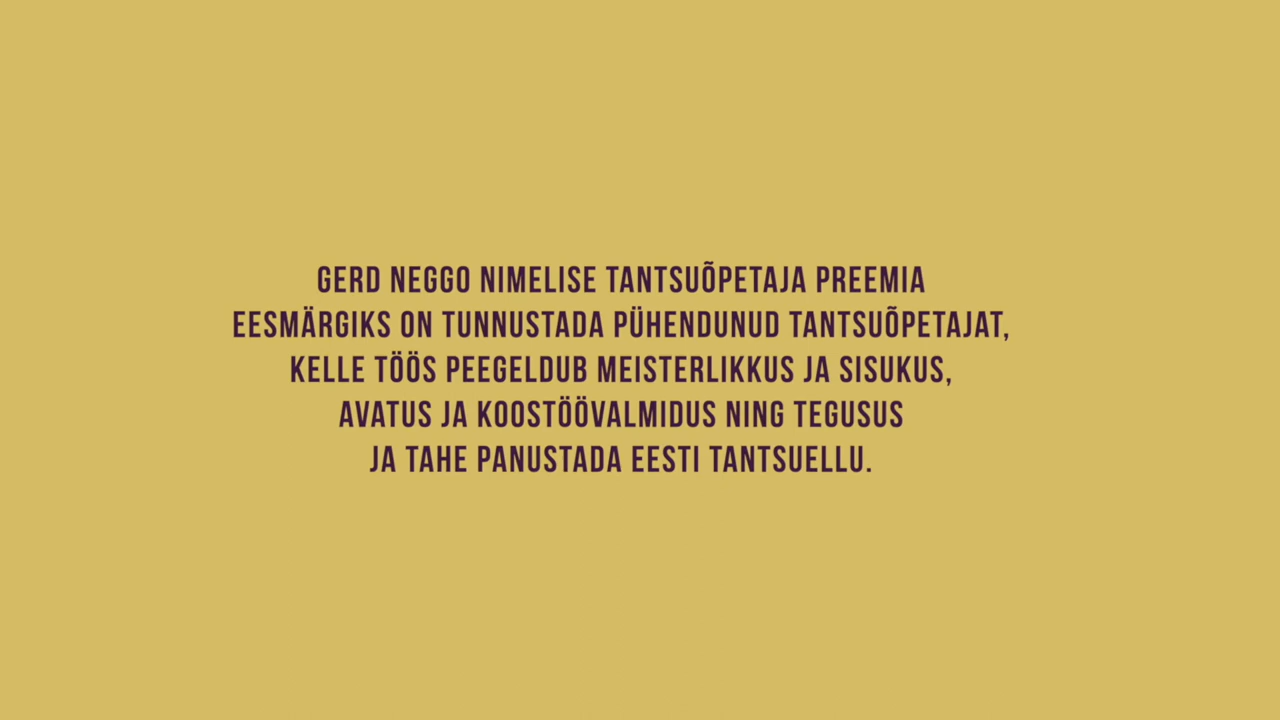 GERD NEGGO NIMELISE TANTSUÕPETAJA PREEMIA
EESMÄRGIKS ON TUNNUSTADA PÜHENDUNUD TANTSUÕPETAJAT,
KELLE TÖÖS PEEGELDUB MEISTERLIKKUS JA SISUKUS,
AVATUS JA KOOSTÖÖVALMIDUS NING TEGUSUS
JA TAHE PANUSTADA EESTI TANTSUELLU.